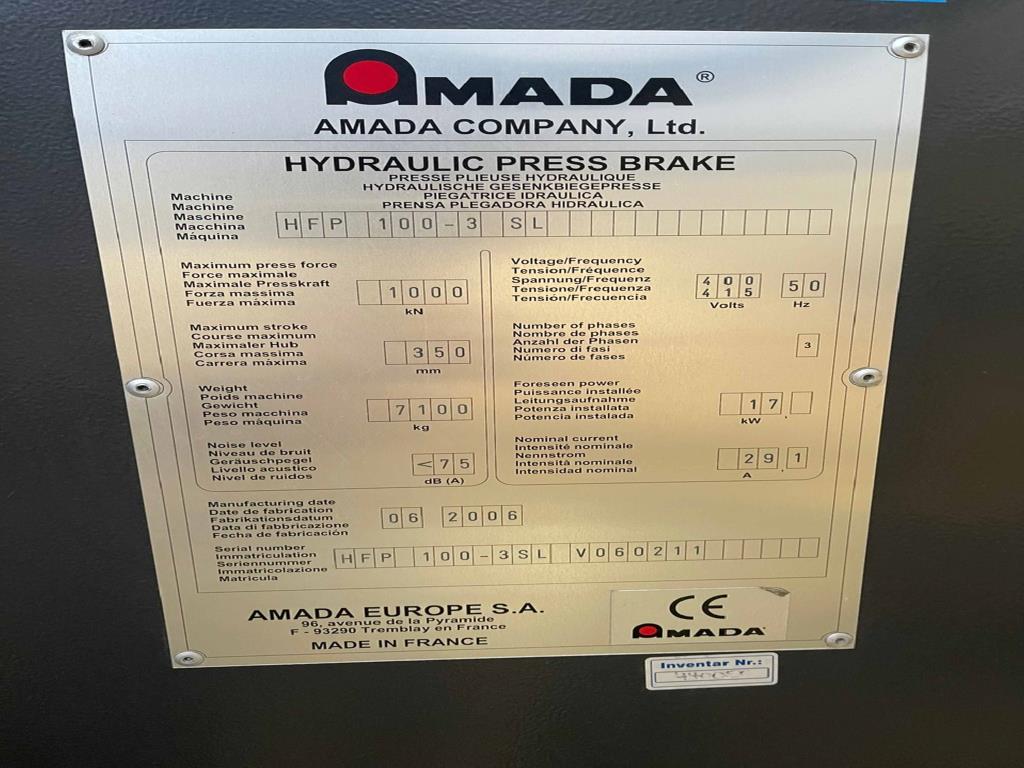 AMADA®
AMADA COMPANY, Ltd.
HYDRAULIC PRESS BRAKE
PRESSE PLIEUSE HYDRAULIQUE
HYDRAULISCHE GESENKBIEGEPRESSE
PIEGATRICE IDRAULICA
PRENSA PLEGADORA HIDRAULICA
Machine
Machine
Maschine
Macchina
Máquina
HFP 100-3 SL
Maximum press force
Force maximale
Maximale Presskraft
Forza massima
Fuerza máxima
1000
kN
Maximum stroke
Course maximum
Maximaler Hub
Corsa massima
Carrera máxima
350
mm
Weight
Poids machine
Gewicht
Peso macchina
Peso máquina
7100
kg
Noise level
Niveau de bruit
Geräuschpegel
Livello acustico
Nivel de ruidos
<75
dB (A)
Voltage/Frequency
Tension/Fréquence
Spannung/Frequenz
Tensione/Frequenza
Tensión/Frecuencia
400
415
Volts
50
Hz
Number of phases
Nombre de phases
Anzahl der Phasen
Numero di fasi
Número de fases
3
Foreseen power
Puissance installée
Leitungsaufnahme
Potenza installata
Potencia instalada
17.
kW
Nominal current
Intensité nominale
Nennstrom
Intensità nominale
Intensidad nominal
29.1
A
Manufacturing date
Date de fabrication
Fabrikationsdatum
Data di fabbricazione
Fecha de fabricación
06 2006
Serial number
Immatriculation
Seriennummer
Immatricolazione
Matricula
HFP 100-3SL V060211
AMADA EUROPE S.A.
96, avenue de la Pyramide
F - 93290 Tremblay en France
MADE IN FRANCE
CE
AMADA
Inventar Nr.: